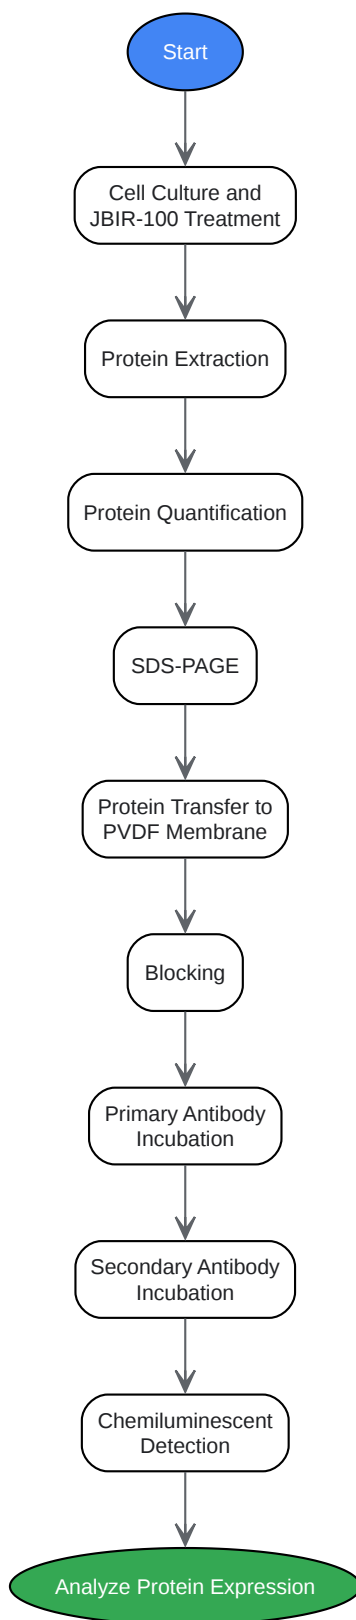 Start
Cell Culture and
JBIR-100 Treatment
Protein Extraction
Protein Quantification
SDS-PAGE
Protein Transfer to
PVDF Membrane
Blocking
Primary Antibody
Incubation
Secondary Antibody
Incubation
Chemiluminescent
Detection
Analyze Protein Expression